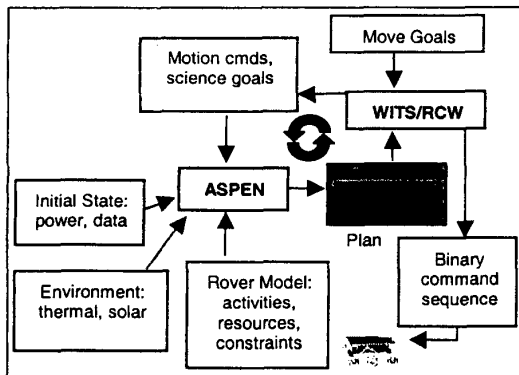 Move Goals
Motion cmds,
science goals
WITS/RCW
ASPEN
Initial State:
power, data
Plan
Environment:
thermal, solar
Rover Model:
activities,
resources,
constraints
Binary
command
sequence